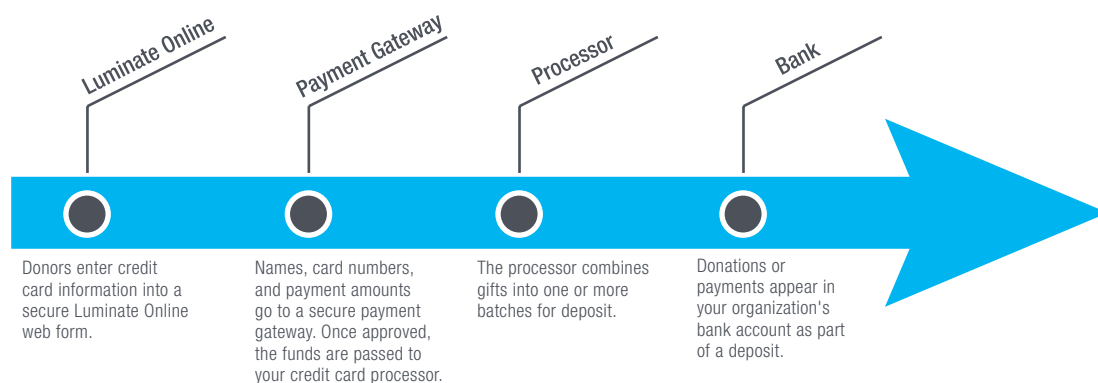 Luminate Online
Payment Gateway
Processor
Bank
Donors enter credit
card information into a
secure Luminate Online
web form.
Names, card numbers,
and payment amounts
go to a secure payment
gateway. Once approved,
the funds are passed to
your credit card processor.
The processor combines
gifts into one or more
batches for deposit.
Donations or
payments appear in
your organization's
bank account as part
of a deposit.